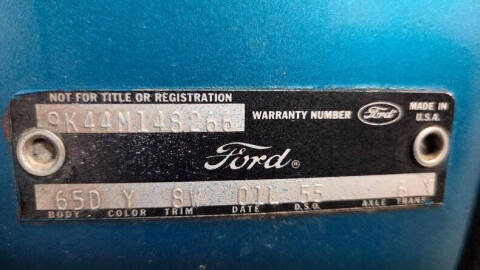 NOT FOR TITLE OR REGISTRATION
9K44M148266 WARRANTY NUMBER Ford MADE IN U.S.A.
Ford®
65D Y 8W 01L 55 6 Y
BODY COLOR TRIM DATE D.S.O. AXLE TRANS.